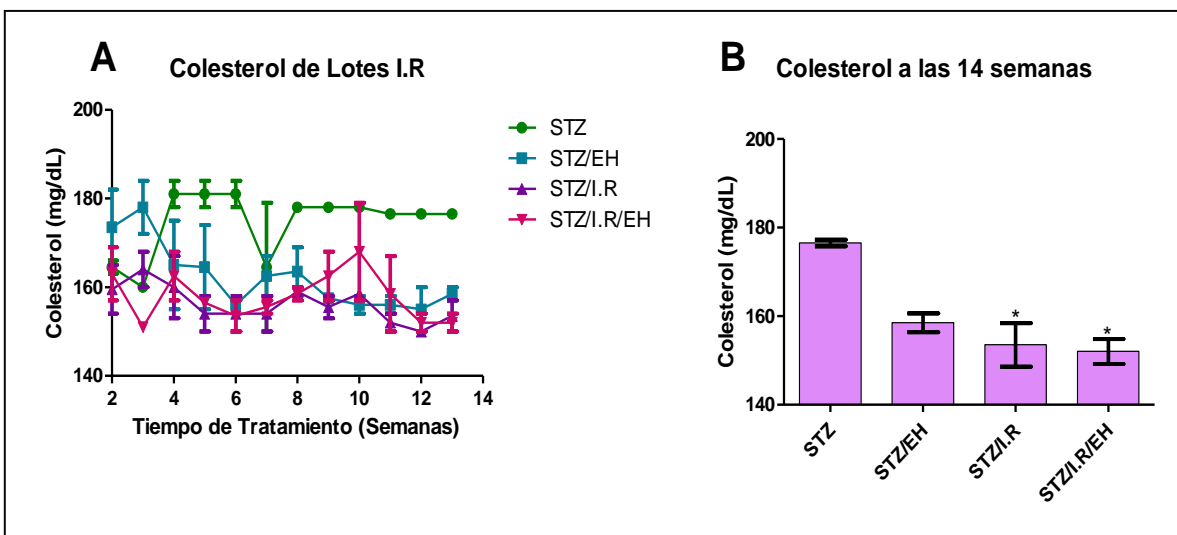 A
Colesterol de Lotes I.R
Colesterol (mg/dL)
200
180
160
140
2
4
6
8
10
12
14
Tiempo de Tratamiento (Semanas)
STZ
STZ/EH
STZ/I.R
STZ/I.R/EH
B
Colesterol a las 14 semanas
Colesterol (mg/dL)
200
180
160
140
*
*
STZ
STZ/EH
STZ/I.R
STZ/I.R/EH